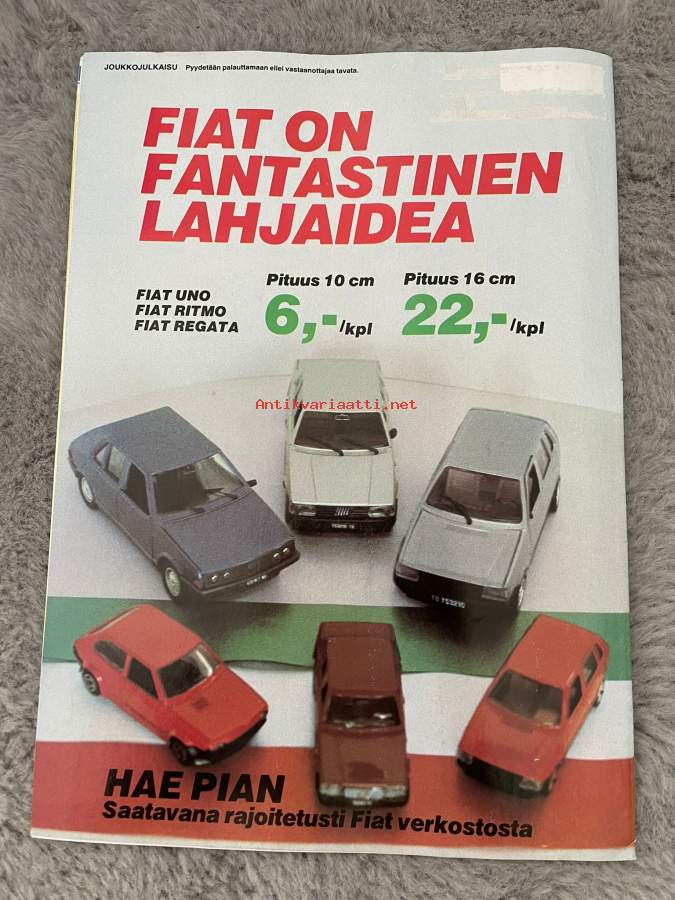 JOUKKOJULKAISU Pyydetään palauttamaan ellei vastaanottajaa tavata.
FIAT ON
FANTASTINEN
LAHJAIDEA
FIAT UNO
FIAT RITMO
FIAT REGATA
Pituus 10 cm
6,-/kpl
Pituus 16 cm
22,-/kpl
Antikvariaatti.net
HAE PIAN
Saatavana rajoitetusti Fiat verkostosta